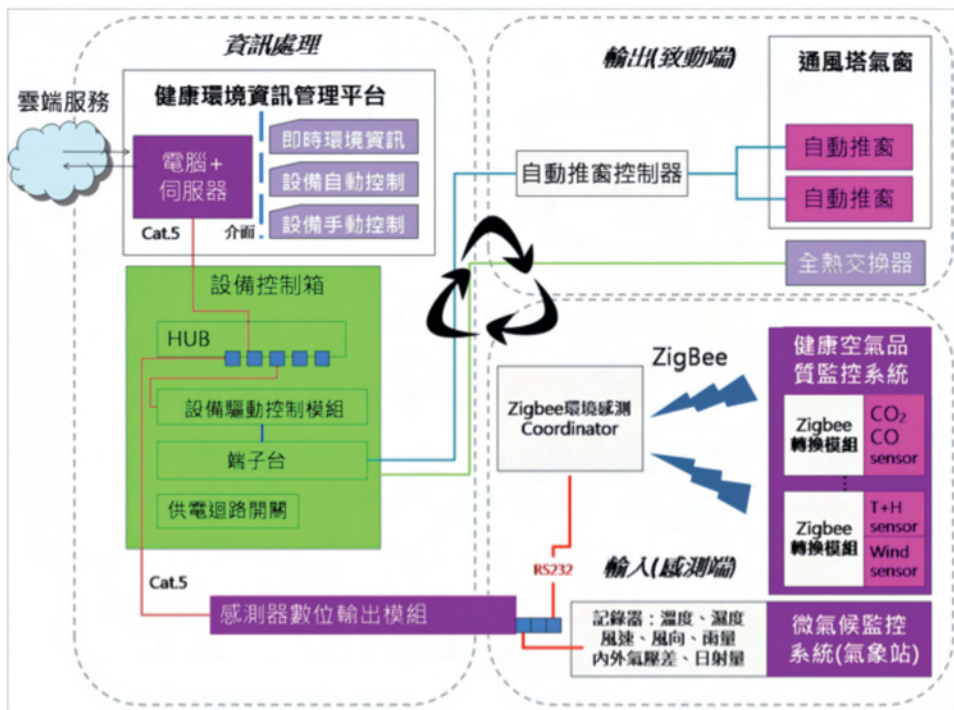 資訊處理
雲端服務
健康環境資訊管理平台
電腦+
伺服器
即時環境資訊
設備自動控制
設備手動控制
Cat.5
介面
設備控制箱
HUB
設備驅動控制模組
端子台
供電迴路開關
Cat.5
感測器數位輸出模組
輸出(致動端)
通風塔氣窗
自動推窗控制器
自動推窗
自動推窗
全熱交換器
ZigBee
Zigbee環境感測
Coordinator
健康空氣品
質監控系統
Zigbee
轉換模組
CO₂
CO
sensor
Zigbee
轉換模組
T+H
sensor
Wind
sensor
RS232
輸入(感測端)
記錄器：溫度、濕度
風速、風向、雨量
內外氣壓差、日射量
微氣候監控
系統(氣象站)